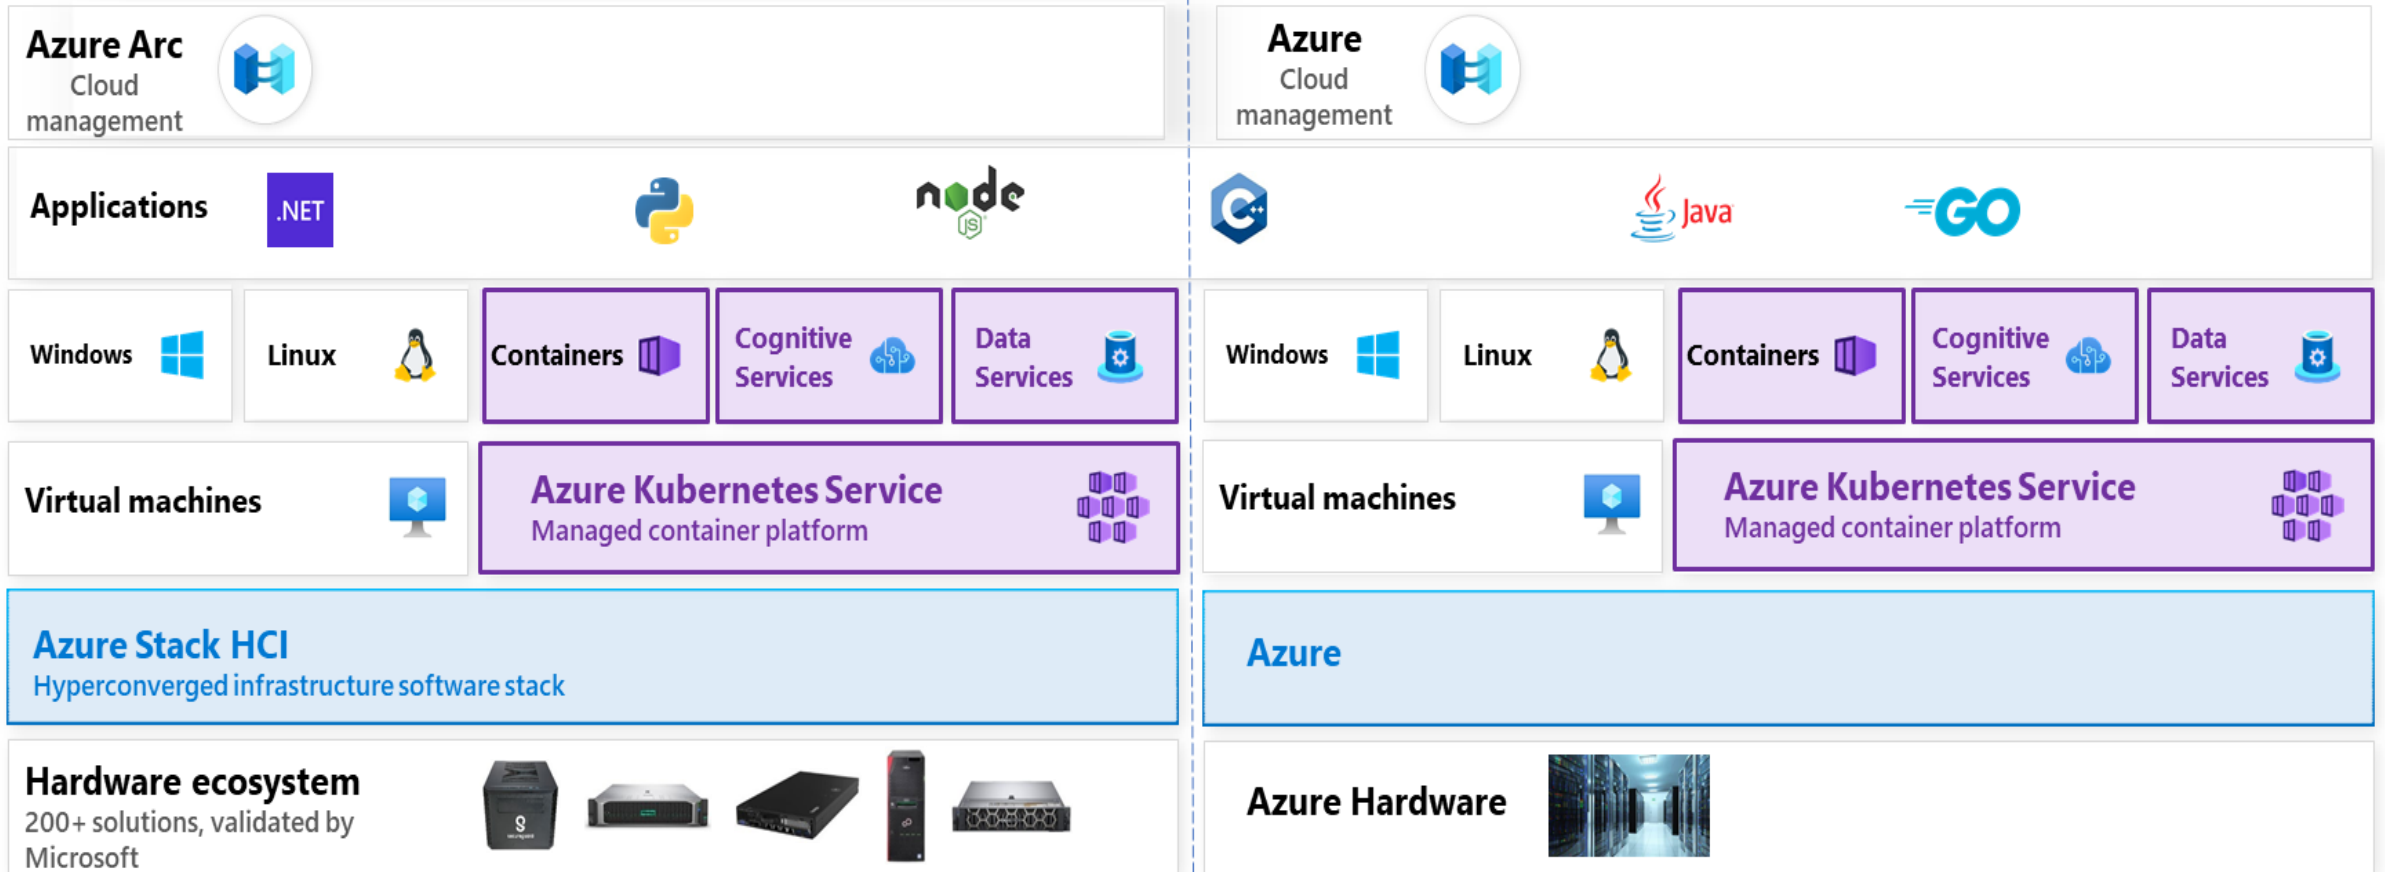 Azure Arc
Cloud
management
Azure
Cloud
management
Applications
.NET
node
JS
C++
Java
GO
Windows
Linux
Containers
Cognitive
Services
Data
Services
Windows
Linux
Containers
Cognitive
Services
Data
Services
Virtual machines
Azure Kubernetes Service
Managed container platform
Virtual machines
Azure Kubernetes Service
Managed container platform
Azure Stack HCI
Hyperconverged infrastructure software stack
Azure
Hardware ecosystem
200+ solutions, validated by
Microsoft
Azure Hardware